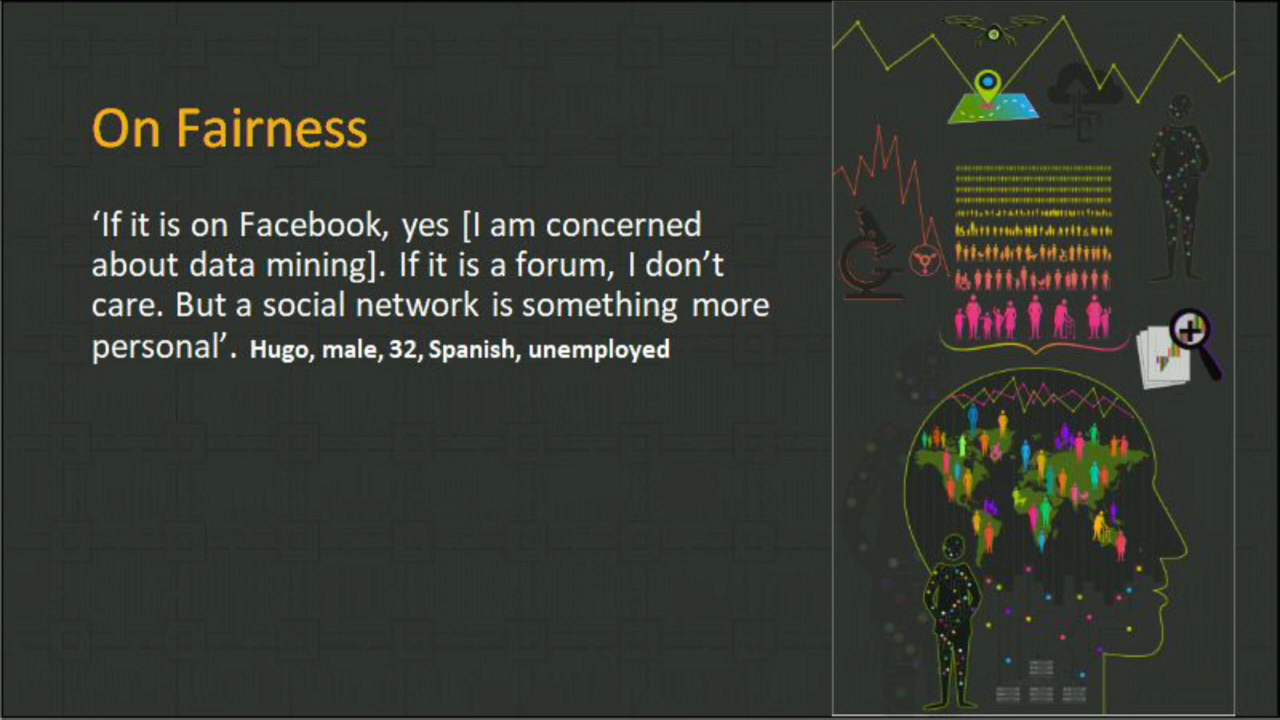 On Fairness
‘If it is on Facebook, yes [I am concerned
about data mining]. If it is a forum, I don’t
care. But a social network is something more
personal’. Hugo, male, 32, Spanish, unemployed